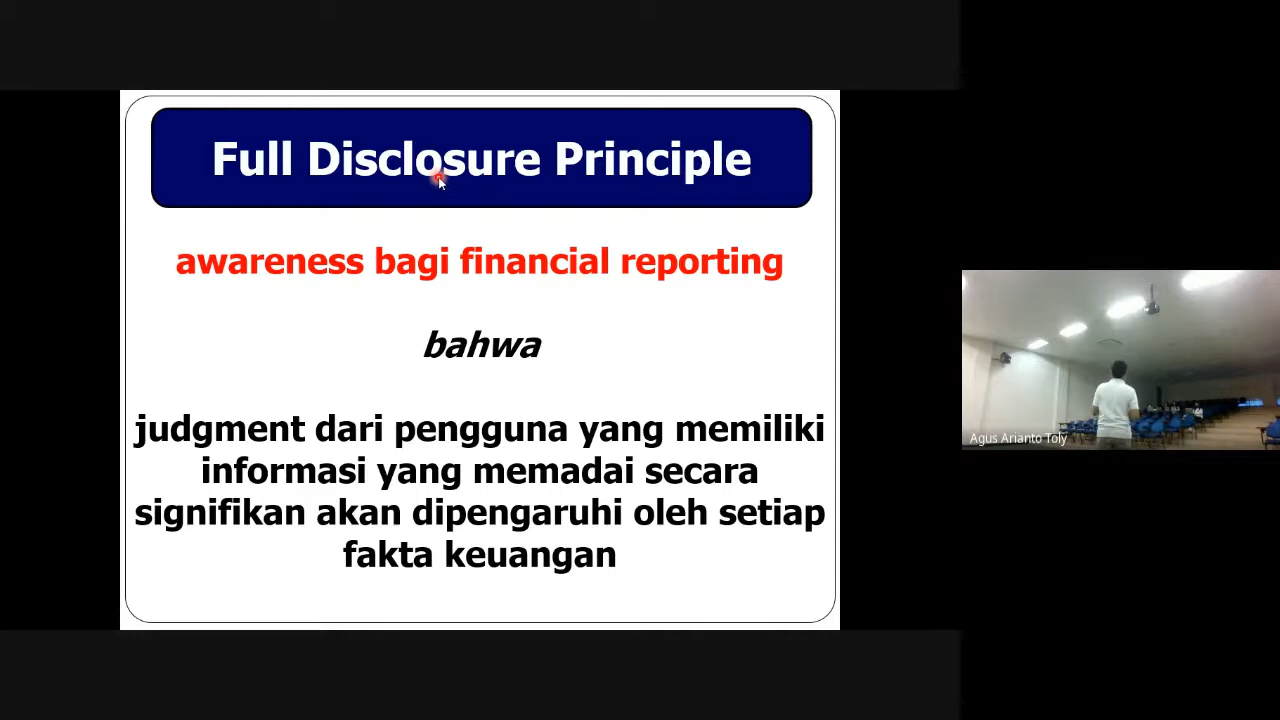 Full Disclosure Principle
awareness bagi financial reporting
bahwa
judgment dari pengguna yang memiliki
informasi yang memadai secara
signifikan akan dipengaruhi oleh setiap
fakta keuangan
Agus Arianto Toly